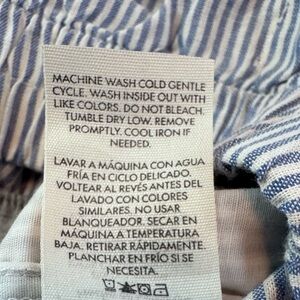 MACHINE WASH COLD GENTLE
CYCLE. WASH INSIDE OUT WITH
LIKE COLORS. DO NOT BLEACH.
TUMBLE DRY LOW. REMOVE
PROMPTLY. COOL IRON IF
NEEDED.
LAVAR A MÁQUINA CON AGUA
FRÍA EN CICLO DELICADO.
VOLTEAR AL REVÉS ANTES DEL
LAVADO CON COLORES
SIMILARES. NO USAR
BLANQUEADOR. SECAR EN
MÁQUINA A TEMPERATURA
BAJA. RETIRAR RÁPIDAMENTE.
PLANCHAR EN FRÍO SI SE
NECESITA.